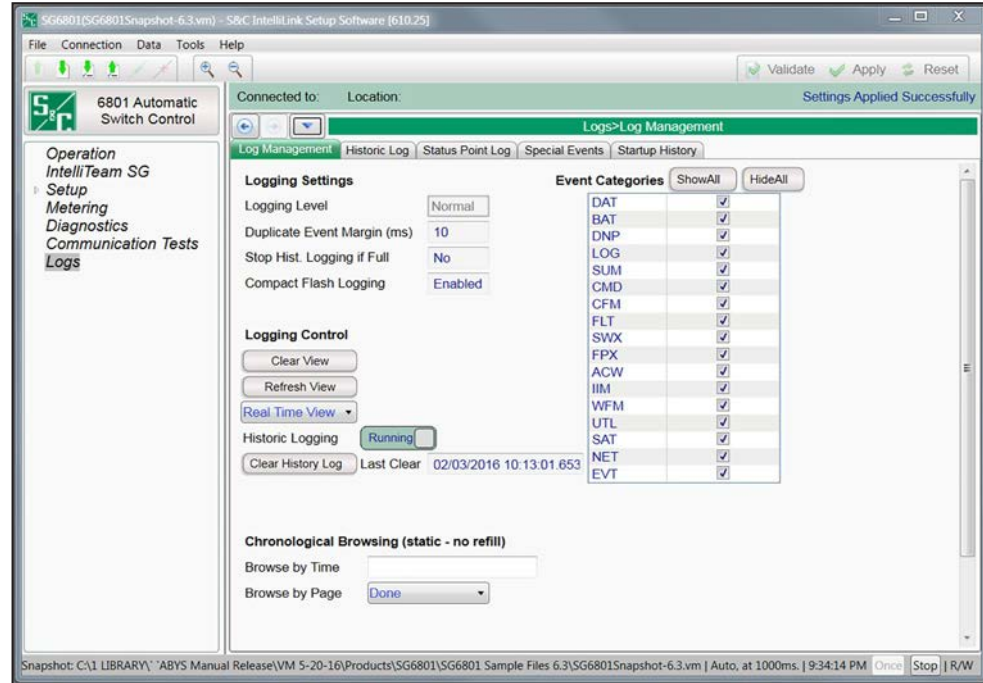 SG6801(SG6801Snapshot-6.3.vm) - S&C IntelliLink Setup Software [610.25]
File Connection Data Tools Help
Validate Apply Reset
S&C
6801 Automatic
Switch Control
Connected to: Location: Settings Applied Successfully
Logs>Log Management
Log Management Historic Log Status Point Log Special Events Startup History
Operation
IntelliTeam SG
Setup
Metering
Diagnostics
Communication Tests
Logs
Logging Settings
Logging Level Normal
Duplicate Event Margin (ms) 10
Stop Hist. Logging if Full No
Compact Flash Logging Enabled
Logging Control
Clear View
Refresh View
Real Time View
Historic Logging Running
Clear History Log Last Clear 02/03/2016 10:13:01.653
Event Categories ShowAll HideAll
DAT
BAT
DNP
LOG
SUM
CMD
CFM
FLT
SWX
FPX
ACW
IIM
WFM
UTL
SAT
NET
EVT
Chronological Browsing (static - no refill)
Browse by Time
Browse by Page Done
Snapshot: C:\1 LIBRARY\` `ABYS Manual Release\VM 5-20-16\Products\SG6801\SG6801 Sample Files 6.3\SG6801Snapshot-6.3.vm | Auto, at 1000ms. | 9:34:14 PM Once Stop | R/W